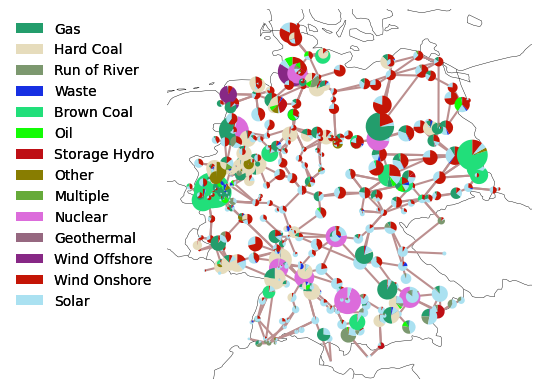 Gas
Hard Coal
Run of River
Waste
Brown Coal
Oil
Storage Hydro
Other
Multiple
Nuclear
Geothermal
Wind Offshore
Wind Onshore
Solar